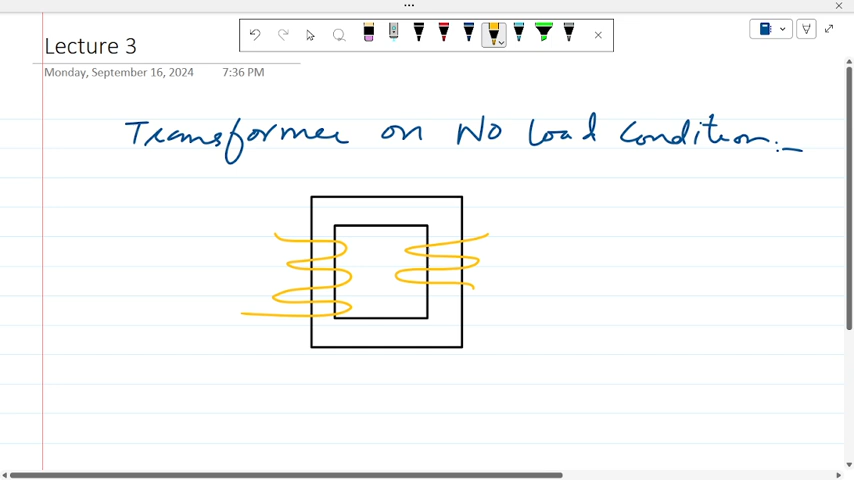 Lecture 3
Monday, September 16, 2024 7:36 PM
Transformer on No Load Condition:-